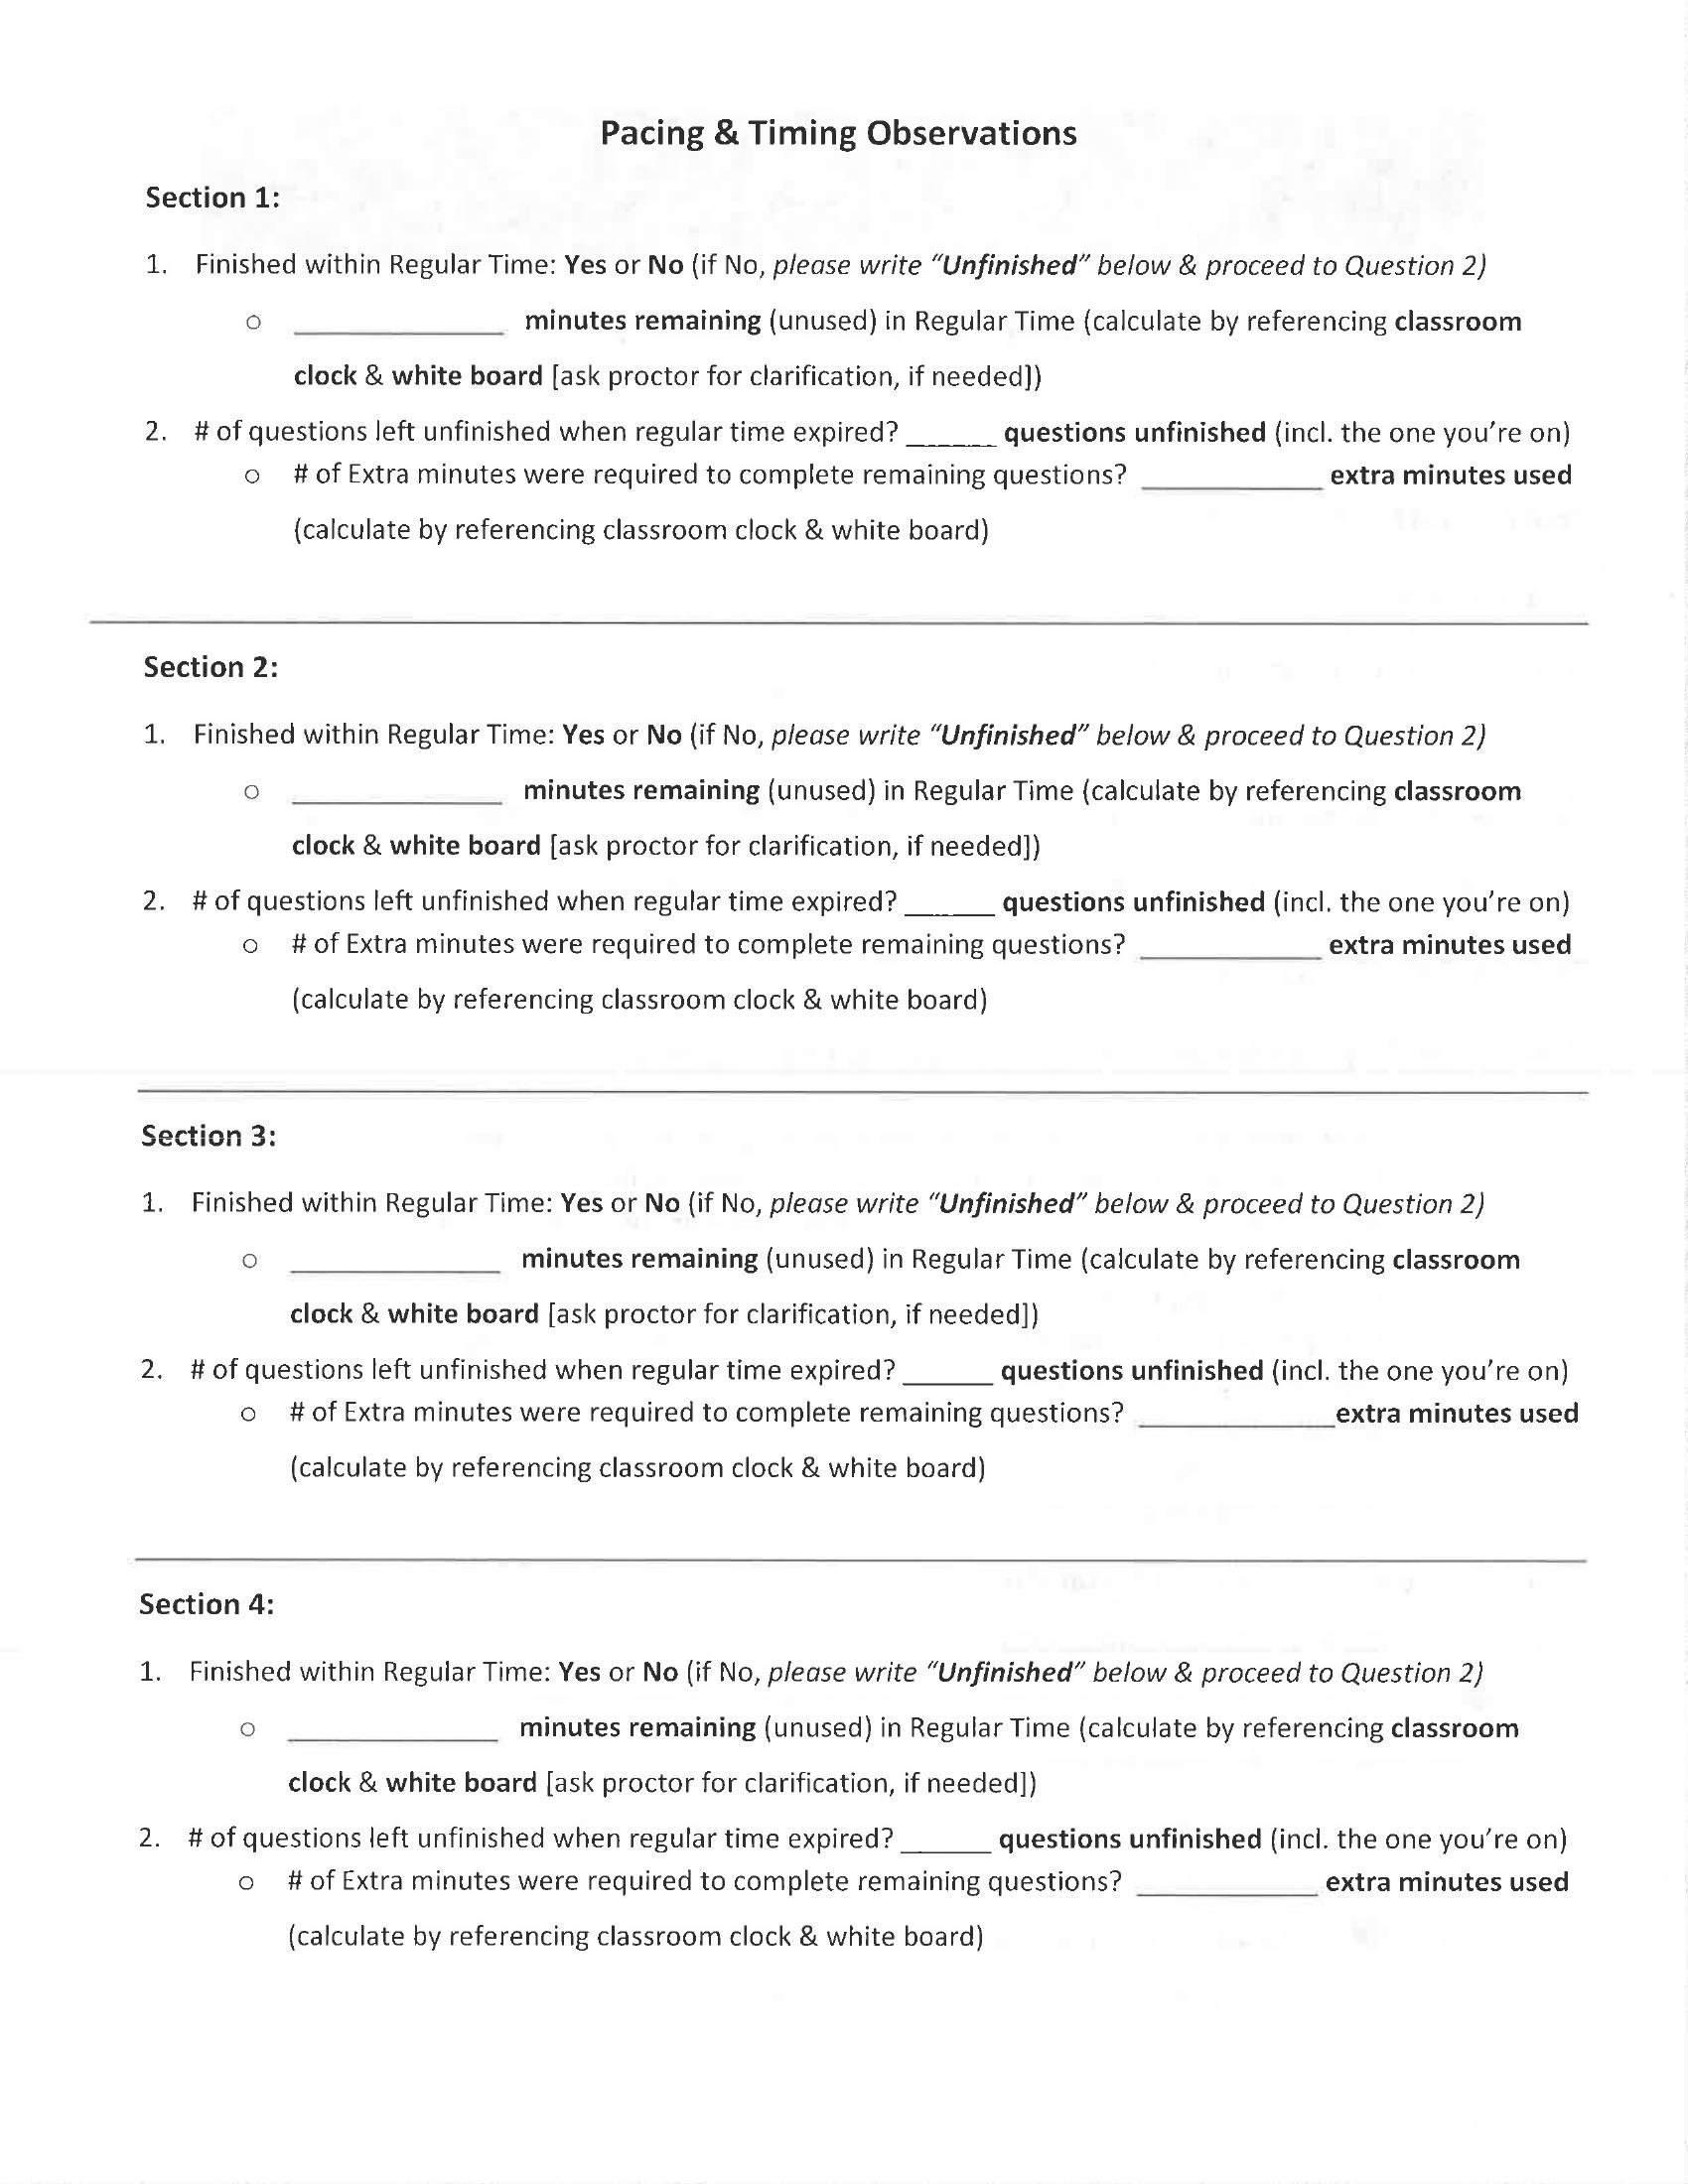 Pacing & Timing Observations
Section 1:
1. Finished within Regular Time: Yes or No (if No, please write “Unfinished” below & proceed to Question 2)
o ______________ minutes remaining (unused) in Regular Time (calculate by referencing classroom
clock & white board [ask proctor for clarification, if needed])
2. # of questions left unfinished when regular time expired? ______ questions unfinished (incl. the one you’re on)
o # of Extra minutes were required to complete remaining questions? ____________ extra minutes used
(calculate by referencing classroom clock & white board)
Section 2:
1. Finished within Regular Time: Yes or No (if No, please write “Unfinished” below & proceed to Question 2)
o ______________ minutes remaining (unused) in Regular Time (calculate by referencing classroom
clock & white board [ask proctor for clarification, if needed])
2. # of questions left unfinished when regular time expired? ______ questions unfinished (incl. the one you’re on)
o # of Extra minutes were required to complete remaining questions? ____________ extra minutes used
(calculate by referencing classroom clock & white board)
Section 3:
1. Finished within Regular Time: Yes or No (if No, please write “Unfinished” below & proceed to Question 2)
o ______________ minutes remaining (unused) in Regular Time (calculate by referencing classroom
clock & white board [ask proctor for clarification, if needed])
2. # of questions left unfinished when regular time expired? ______ questions unfinished (incl. the one you’re on)
o # of Extra minutes were required to complete remaining questions? _____________extra minutes used
(calculate by referencing classroom clock & white board)
Section 4:
1. Finished within Regular Time: Yes or No (if No, please write “Unfinished” below & proceed to Question 2)
o ______________ minutes remaining (unused) in Regular Time (calculate by referencing classroom
clock & white board [ask proctor for clarification, if needed])
2. # of questions left unfinished when regular time expired? ______ questions unfinished (incl. the one you’re on)
o # of Extra minutes were required to complete remaining questions? ____________ extra minutes used
(calculate by referencing classroom clock & white board)